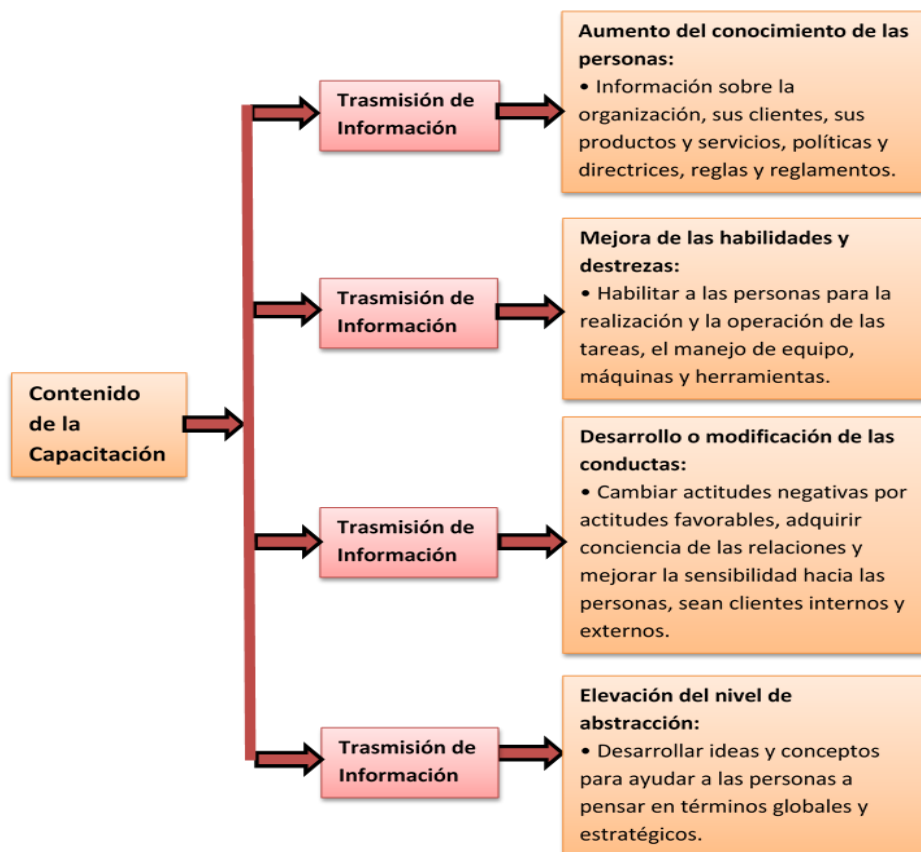 Contenido
de la
Capacitación
Trasmisión de
Información
Aumento del conocimiento de las
personas:
• Información sobre la
organización, sus clientes, sus
productos y servicios, políticas y
directrices, reglas y reglamentos.
Trasmisión de
Información
Mejora de las habilidades y
destrezas:
• Habilitar a las personas para la
realización y la operación de las
tareas, el manejo de equipo,
máquinas y herramientas.
Trasmisión de
Información
Desarrollo o modificación de las
conductas:
• Cambiar actitudes negativas por
actitudes favorables, adquirir
conciencia de las relaciones y
mejorar la sensibilidad hacia las
personas, sean clientes internos y
externos.
Trasmisión de
Información
Elevación del nivel de
abstracción:
• Desarrollar ideas y conceptos
para ayudar a las personas a
pensar en términos globales y
estratégicos.